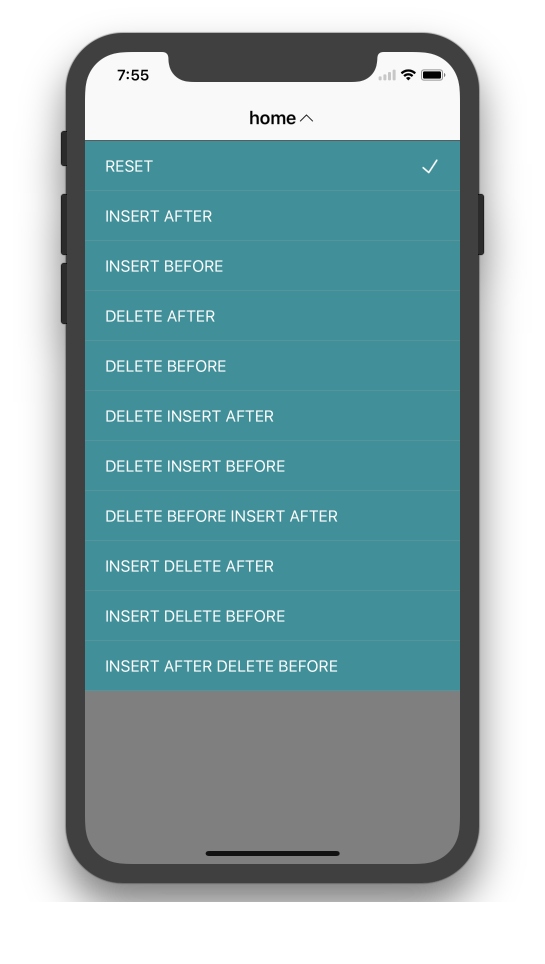 7:55
home
RESET
INSERT AFTER
INSERT BEFORE
DELETE AFTER
DELETE BEFORE
DELETE INSERT AFTER
DELETE INSERT BEFORE
DELETE BEFORE INSERT AFTER
INSERT DELETE AFTER
INSERT DELETE BEFORE
INSERT AFTER DELETE BEFORE